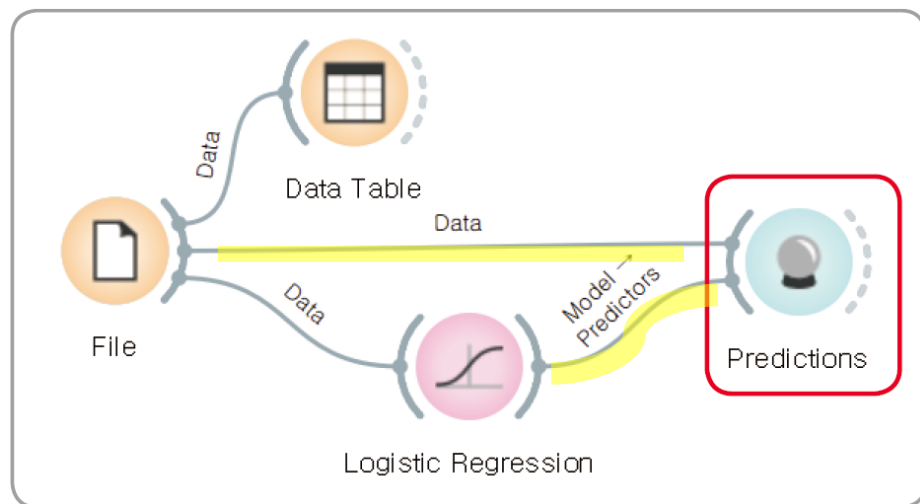 Data
Data Table
Data
File
Data
Model →
Predictors
Predictions
Logistic Regression